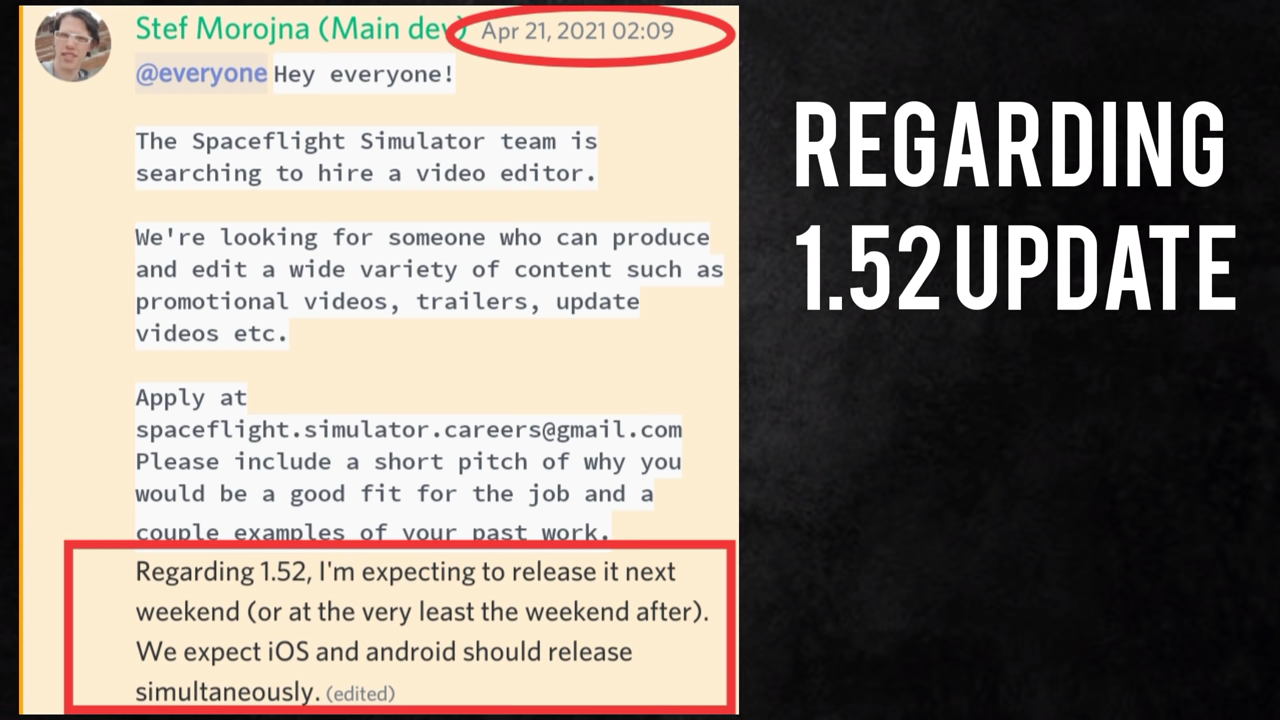 Stef Morojna (Main dev) Apr 21, 2021 02:09
@everyone Hey everyone!
The Spaceflight Simulator team is
searching to hire a video editor.
We're looking for someone who can produce
and edit a wide variety of content such as
promotional videos, trailers, update
videos etc.
Apply at
spaceflight.simulator.careers@gmail.com
Please include a short pitch of why you
would be a good fit for the job and a
couple examples of your past work.
Regarding 1.52, I'm expecting to release it next
weekend (or at the very least the weekend after).
We expect iOS and android should release
simultaneously. (edited)
REGARDING
1.52 UPDATE